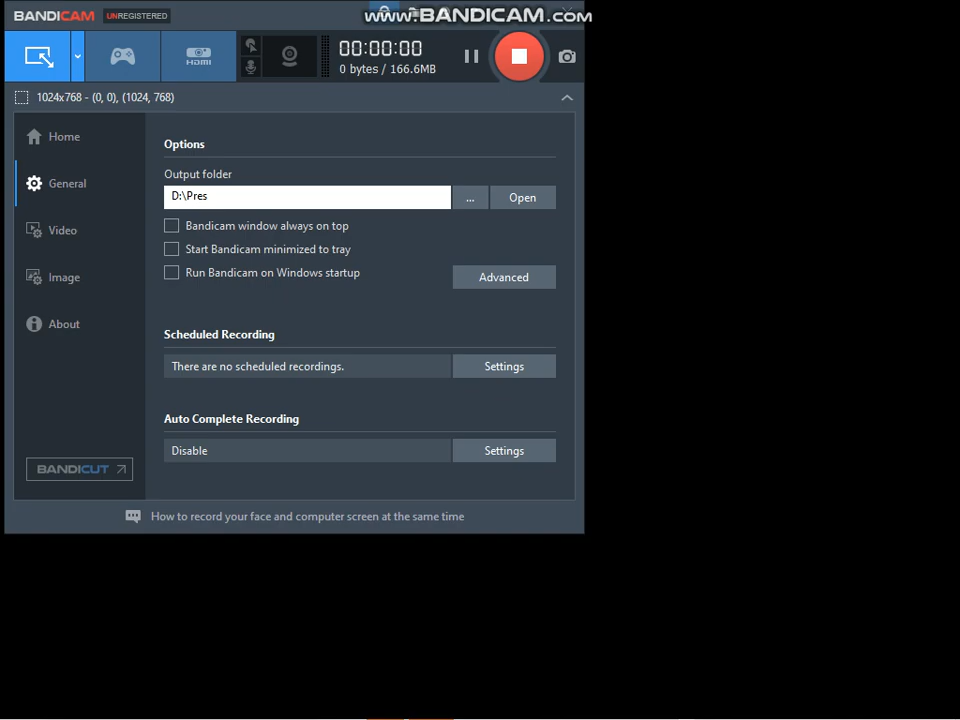 BANDICAM UNREGISTERED
www.BANDICAM.com
HDMI
00:00:00
0 bytes / 166.6MB
1024x768 - (0, 0), (1024, 768)
Home
General
Video
Image
About
BANDICUT
Options
Output folder
D:\Pres
... Open
Bandicam window always on top
Start Bandicam minimized to tray
Run Bandicam on Windows startup
Advanced
Scheduled Recording
There are no scheduled recordings. Settings
Auto Complete Recording
Disable Settings
How to record your face and computer screen at the same time